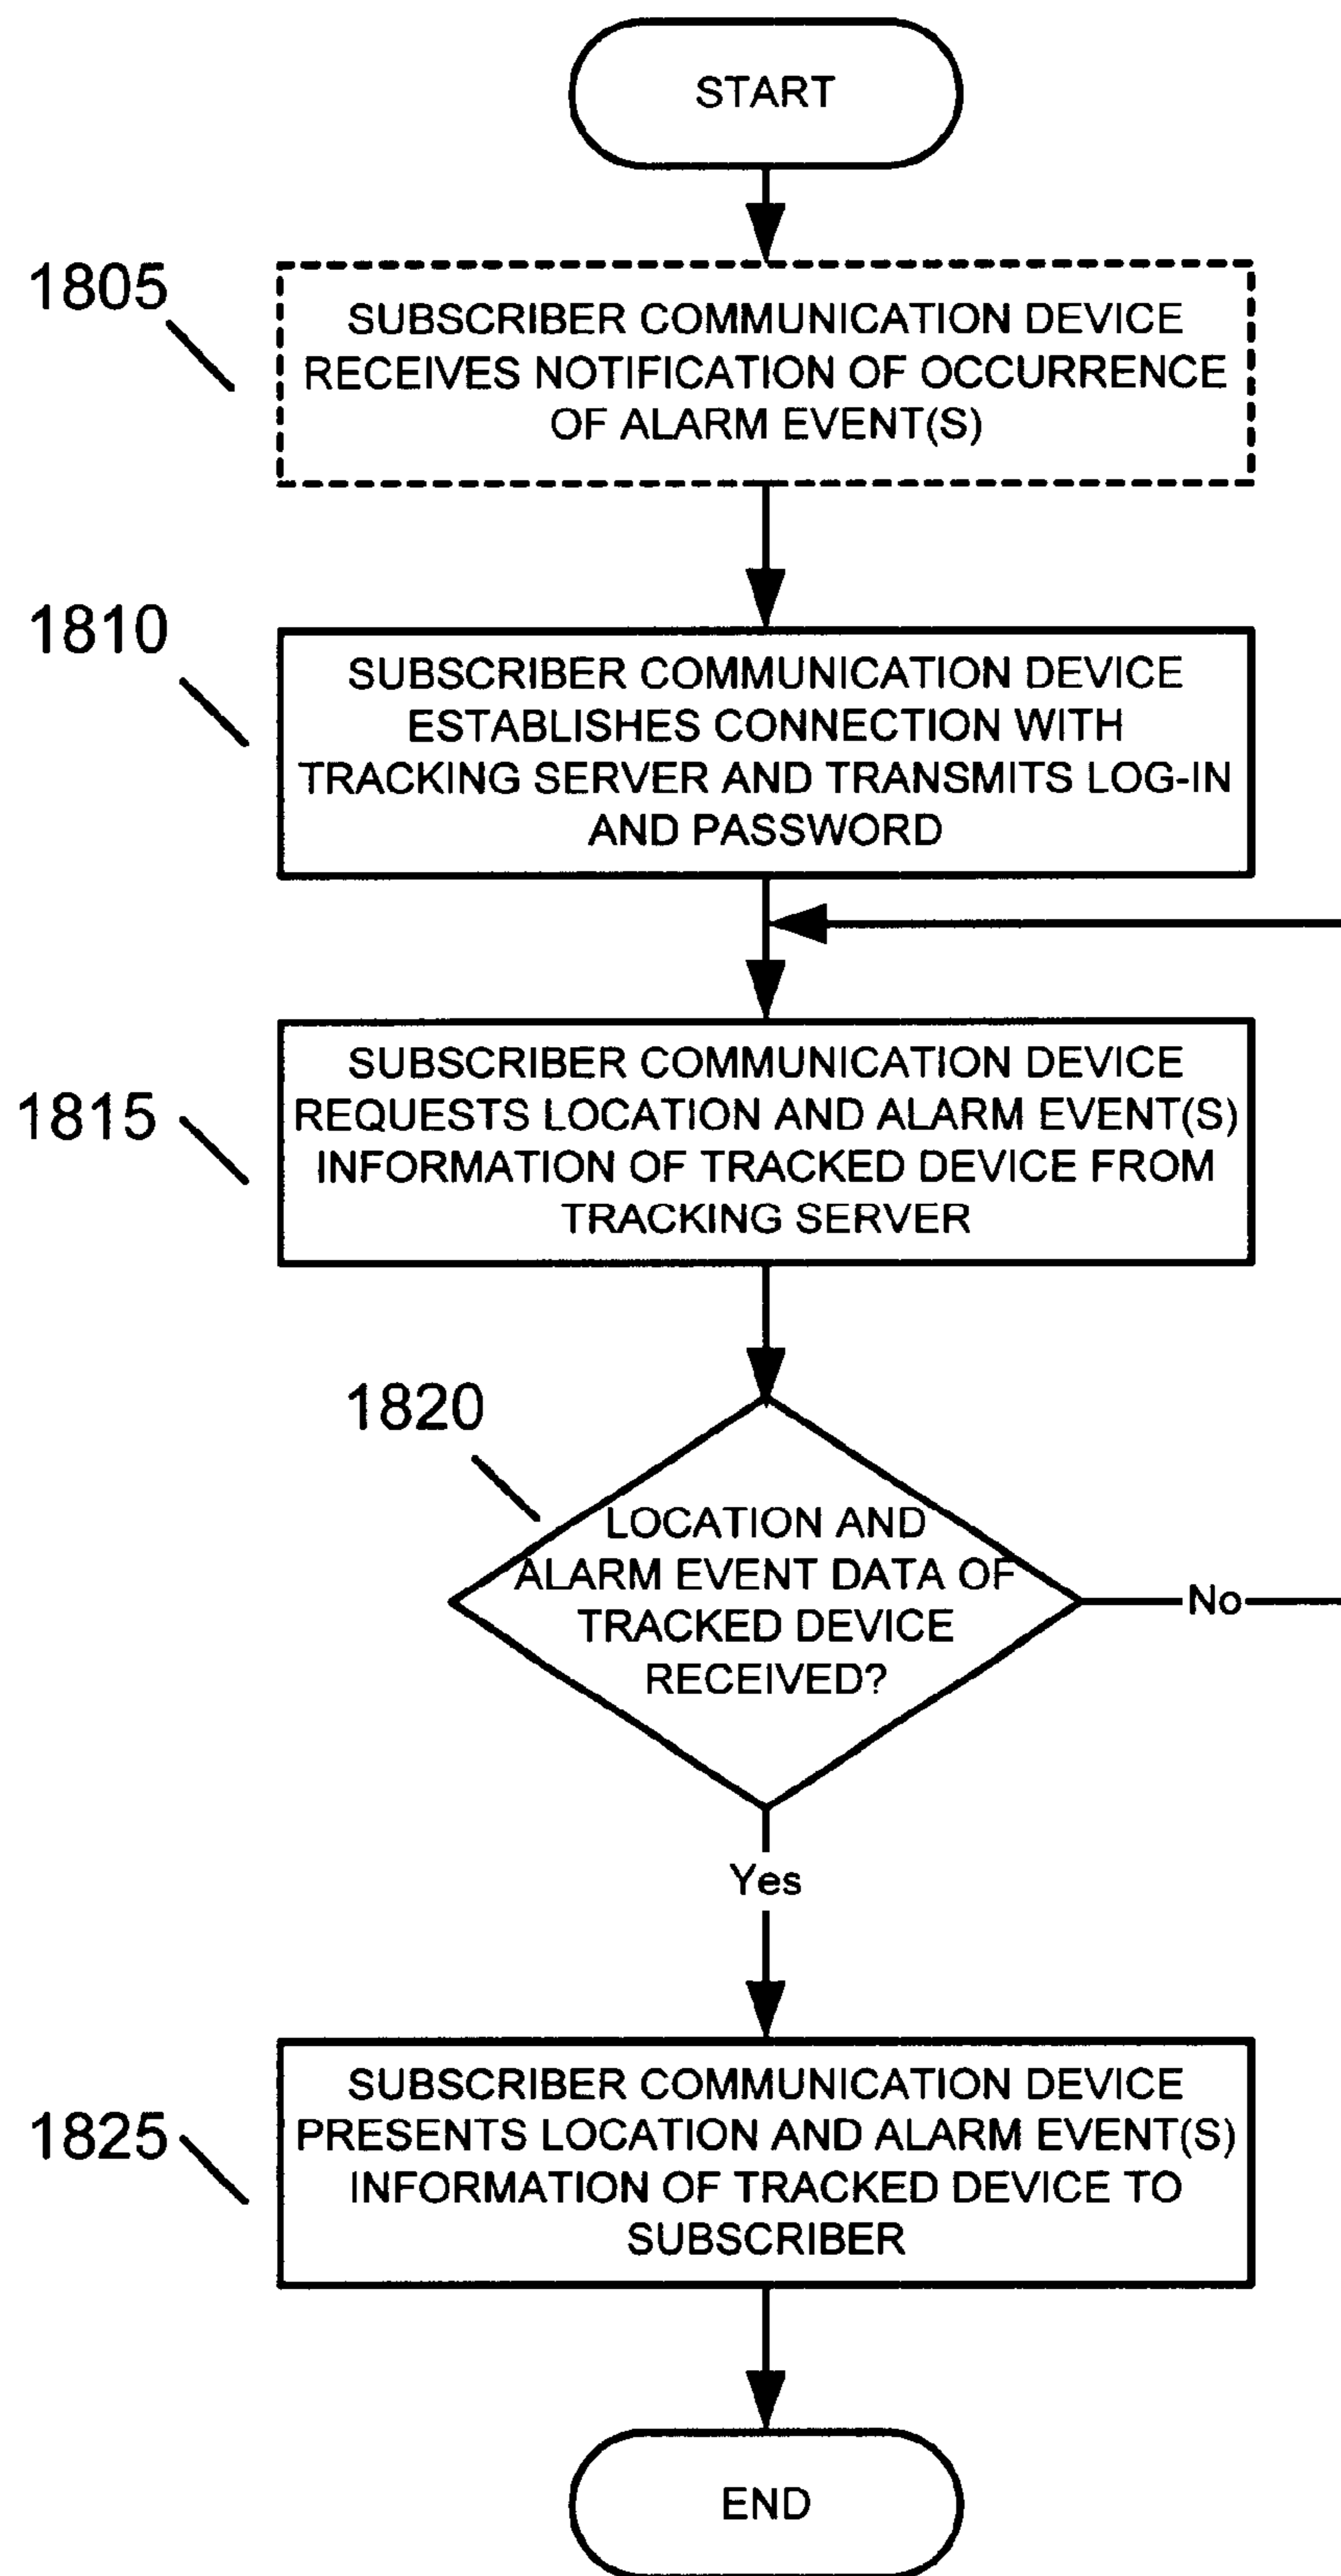 START
1805
SUBSCRIBER COMMUNICATION DEVICE
RECEIVES NOTIFICATION OF OCCURRENCE
OF ALARM EVENT(S)
1810
SUBSCRIBER COMMUNICATION DEVICE
ESTABLISHES CONNECTION WITH
TRACKING SERVER AND TRANSMITS LOG-IN
AND PASSWORD
1815
SUBSCRIBER COMMUNICATION DEVICE
REQUESTS LOCATION AND ALARM EVENT(S)
INFORMATION OF TRACKED DEVICE FROM
TRACKING SERVER
1820
LOCATION AND
ALARM EVENT DATA OF
TRACKED DEVICE
RECEIVED?
No
Yes
1825
SUBSCRIBER COMMUNICATION DEVICE
PRESENTS LOCATION AND ALARM EVENT(S)
INFORMATION OF TRACKED DEVICE TO
SUBSCRIBER
END